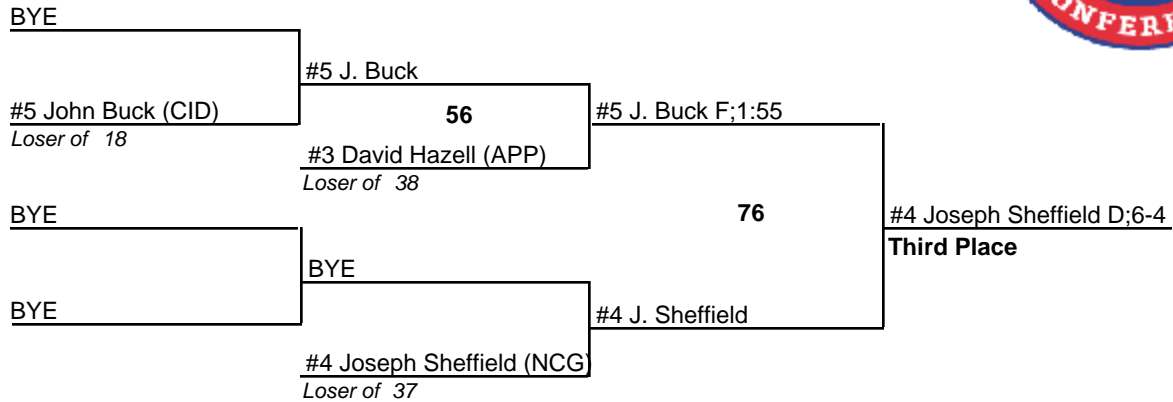 BYE
#5 J. Buck
#5 John Buck (CID)
Loser of 18
56
#5 J. Buck F;1:55
#3 David Hazell (APP)
Loser of 38
BYE
76
#4 Joseph Sheffield D;6-4
Third Place
BYE
BYE
#4 J. Sheffield
#4 Joseph Sheffield (NCG)
Loser of 37